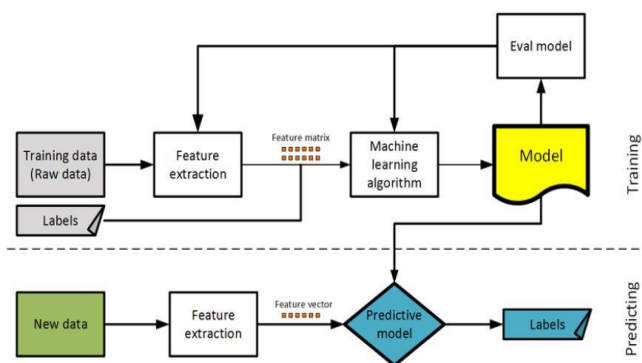 Eval model
Feature matrix
Training data
(Raw data)
Feature
extraction
Machine
learning
algorithm
Model
Training
Labels
Feature vector
New data
Feature
extraction
Predictive
model
Labels
Predicting